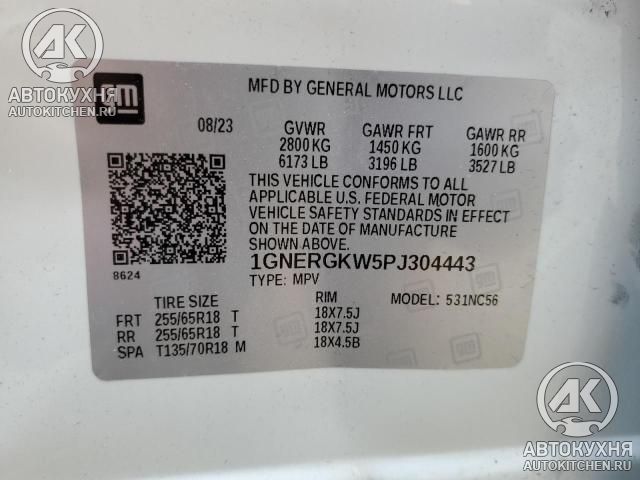 AK
АВТОКУХНЯ
AUTOKITCHEN.RU
gm
MFD BY GENERAL MOTORS LLC
08/23 GVWR GAWR FRT GAWR RR
2800 KG 1450 KG 1600 KG
6173 LB 3196 LB 3527 LB
THIS VEHICLE CONFORMS TO ALL
APPLICABLE U.S. FEDERAL MOTOR
VEHICLE SAFETY STANDARDS IN EFFECT
ON THE DATE OF MANUFACTURE
SHOWN ABOVE.
8624
1GNERGKW5PJ304443
TYPE: MPV
TIRE SIZE RIM MODEL: 531NC56
FRT 255/65R18 T 18X7.5J
RR 255/65R18 T 18X7.5J
SPA T135/70R18 M 18X4.5B
AK
АВТОКУХНЯ
AUTOKITCHEN.RU